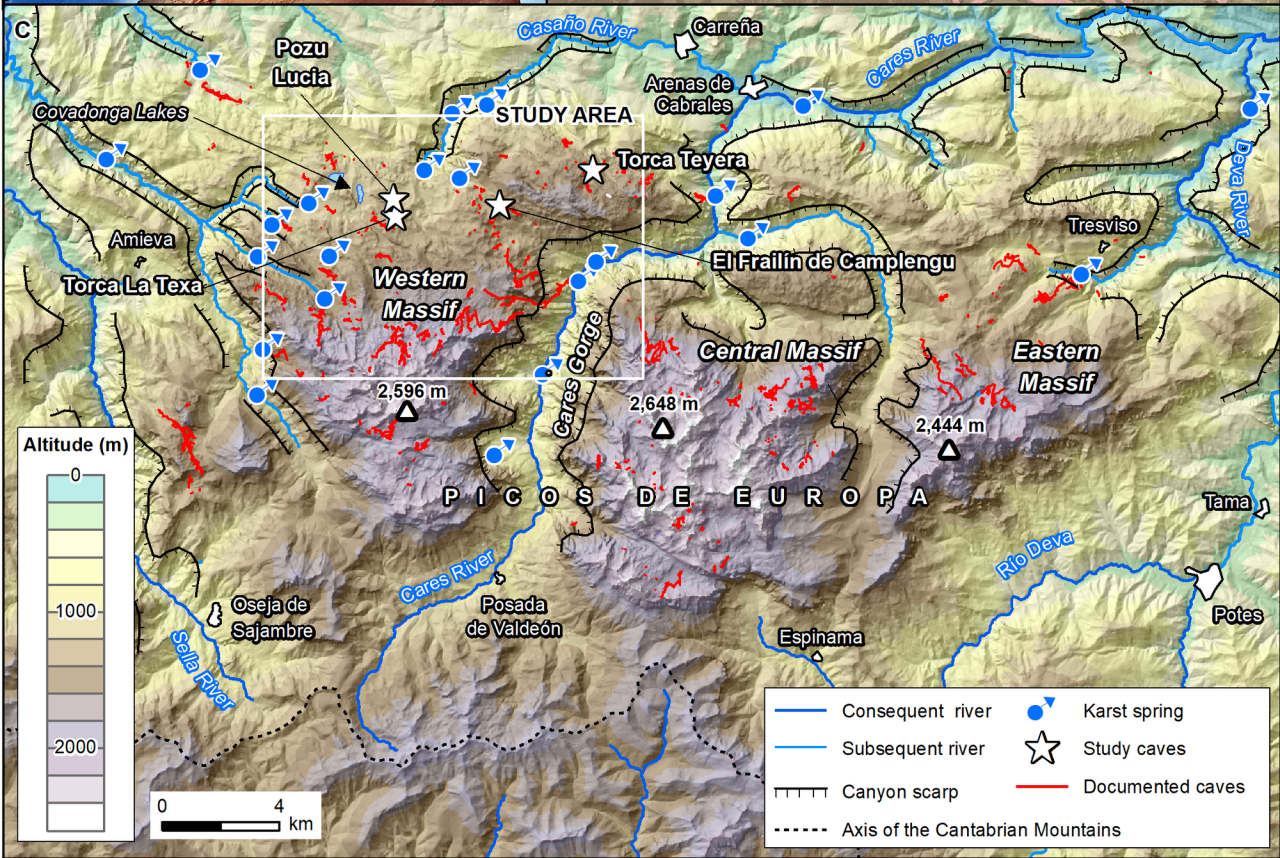 C
Casaño River
Carreña
Pozu
Lucia
Cares River
Arenas de
Cabrales
Covadonga Lakes
STUDY AREA
Torca Teyera
Deva River
Amieva
Tresviso
Torca La Texa
El Frailín de Camplengu
Western
Massif
Cares Gorge
Central Massif
Eastern
Massif
2,596 m
2,648 m
2,444 m
PICOS DE EUROPA
Tama
Altitude (m)
0
1000
2000
Río Deva
Cares River
Oseja de
Sajambre
Posada
de Valdeón
Potes
Espinama
Sella River
0 4
km
Consequent river
Karst spring
Subsequent river
Study caves
Canyon scarp
Documented caves
Axis of the Cantabrian Mountains